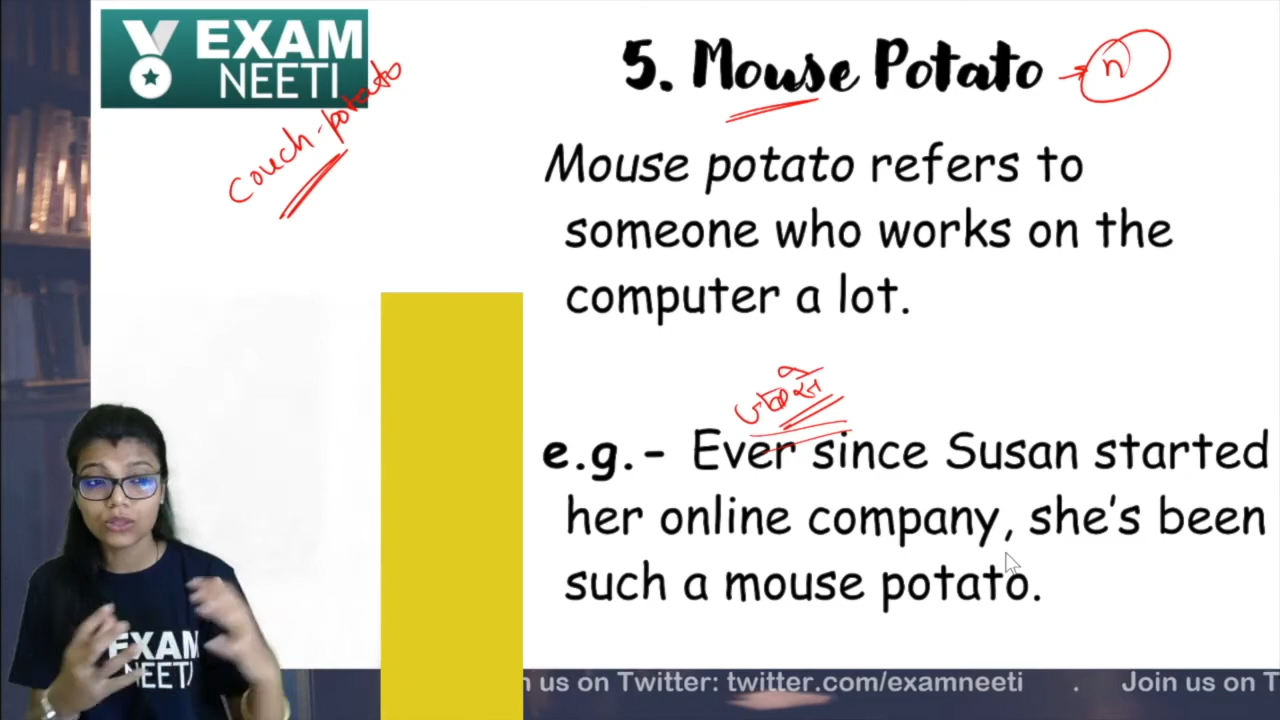 EXAM
NEETI
couch-potato
5. Mouse Potato → n
Mouse potato refers to
someone who works on the
computer a lot.
जबसे
e.g.- Ever since Susan started
her online company, she's been
such a mouse potato.
EXAM
NEETI
n us on Twitter: twitter.com/examneeti . Join us on T